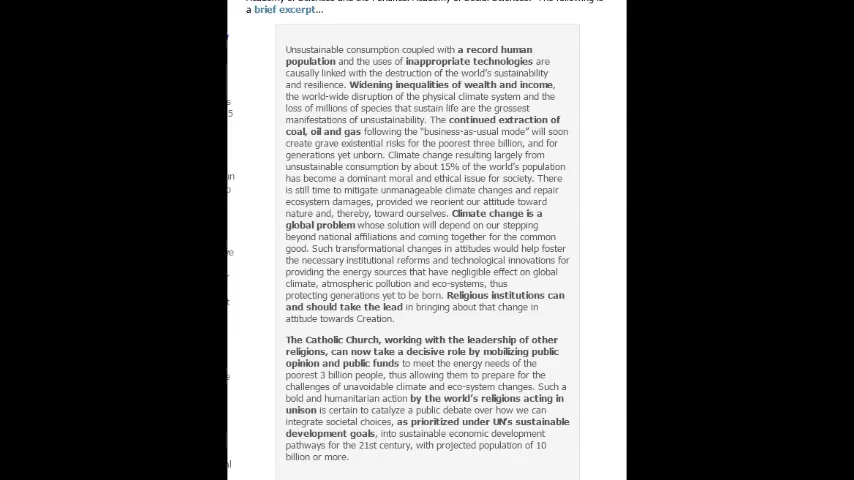 a brief excerpt...
Unsustainable consumption coupled with a record human
population and the uses of inappropriate technologies are
causally linked with the destruction of the world's sustainability
and resilience. Widening inequalities of wealth and income,
the world-wide disruption of the physical climate system and the
loss of millions of species that sustain life are the grossest
manifestations of unsustainability. The continued extraction of
coal, oil and gas following the "business-as-usual mode" will soon
create grave existential risks for the poorest three billion, and for
generations yet unborn. Climate change resulting largely from
unsustainable consumption by about 15% of the world's population
has become a dominant moral and ethical issue for society. There
is still time to mitigate unmanageable climate changes and repair
ecosystem damages, provided we reorient our attitude toward
nature and, thereby, toward ourselves. Climate change is a
global problem whose solution will depend on our stepping
beyond national affiliations and coming together for the common
good. Such transformational changes in attitudes would help foster
the necessary institutional reforms and technological innovations for
providing the energy sources that have negligible effect on global
climate, atmospheric pollution and eco-systems, thus
protecting generations yet to be born. Religious institutions can
and should take the lead in bringing about that change in
attitude towards Creation.
The Catholic Church, working with the leadership of other
religions, can now take a decisive role by mobilizing public
opinion and public funds to meet the energy needs of the
poorest 3 billion people, thus allowing them to prepare for the
challenges of unavoidable climate and eco-system changes. Such a
bold and humanitarian action by the world's religions acting in
unison is certain to catalyze a public debate over how we can
integrate societal choices, as prioritized under UN's sustainable
development goals, into sustainable economic development
pathways for the 21st century, with projected population of 10
billion or more.